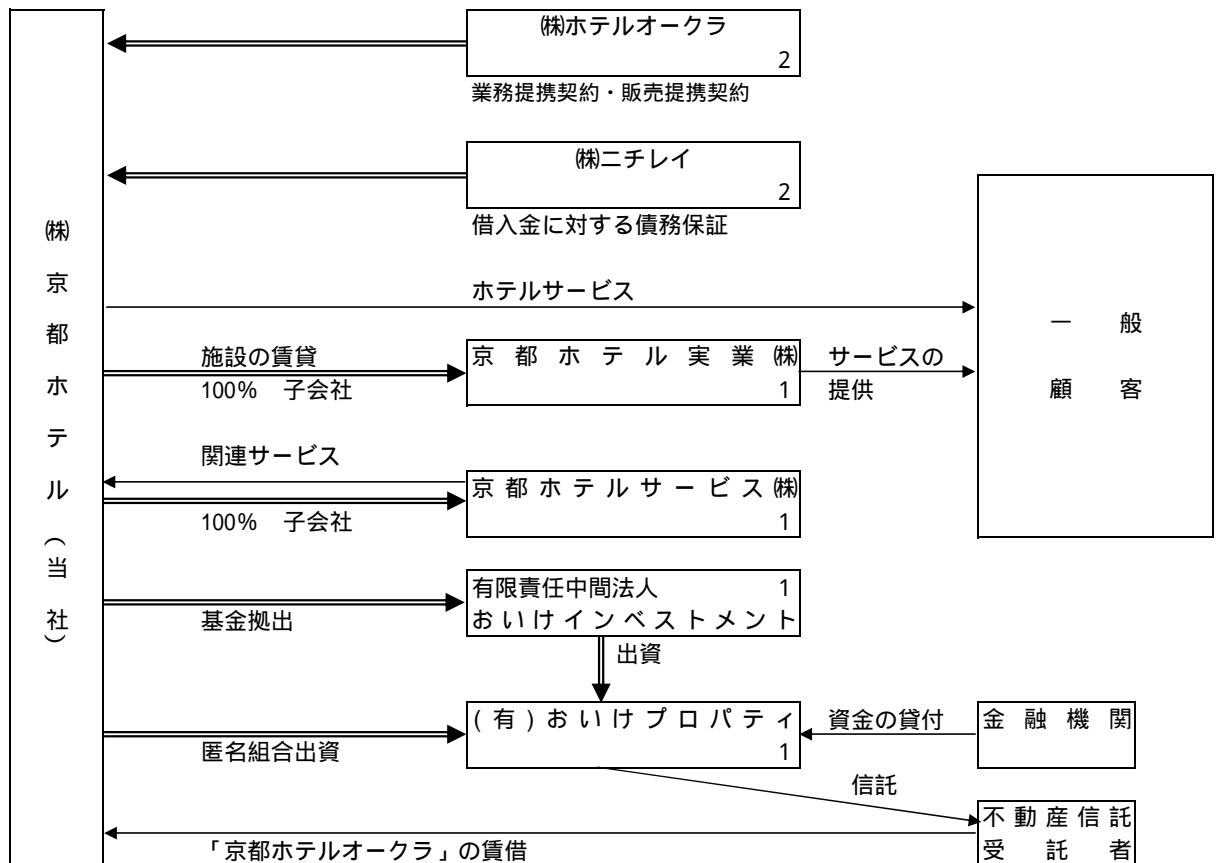 ㈱ホテルオークラ
2
業務提携契約・販売提携契約
㈱ニチレイ
2
借入金に対する債務保証
㈱京都ホテル（当社）
ホテルサービス
一般
顧客
施設の賃貸
100% 子会社
京都ホテル実業㈱
1
サービスの
提供
関連サービス
100% 子会社
京都ホテルサービス㈱
1
基金拠出
有限責任中間法人 1
おいけインベストメント
出資
匿名組合出資
(有)おいけプロパティ
1
資金の貸付
金融機関
信託
不動産信託
受託者
「京都ホテルオークラ」の賃借